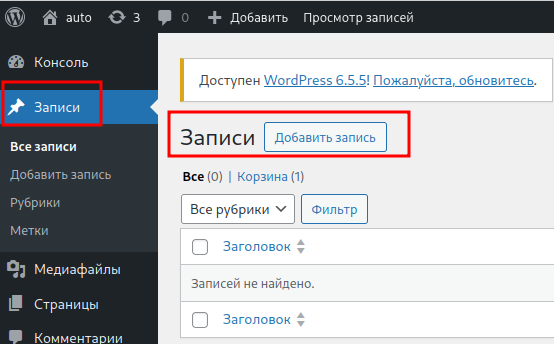 auto 3 0 Добавить Просмотр записей
Консоль
Записи
Все записи
Добавить запись
Рубрики
Метки
Медиафайлы
Страницы
Комментарии
Доступен WordPress 6.5.5! Пожалуйста, обновитесь.
Записи Добавить запись
Все (0) | Корзина (1)
Все рубрики Фильтр
Заголовок
Записей не найдено.
Заголовок